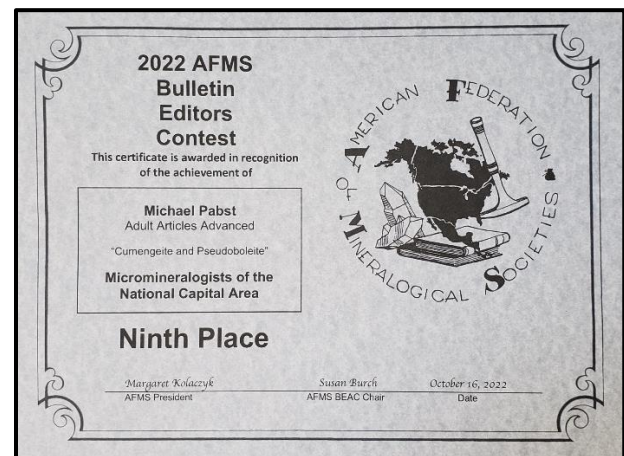 2022 AFMS
Bulletin
Editors
Contest
This certificate is awarded in recognition
of the achievement of
Michael Pabst
Adult Articles Advanced
“Cumengeite and Pseudoboleite”
Micromineralogists of the
National Capital Area
Ninth Place
AMERICAN FEDERATION
OF MINERALOGICAL SOCIETIES
Margaret Kolaczyk
Susan Burch
October 16, 2022
AFMS President
AFMS BEAC Chair
Date